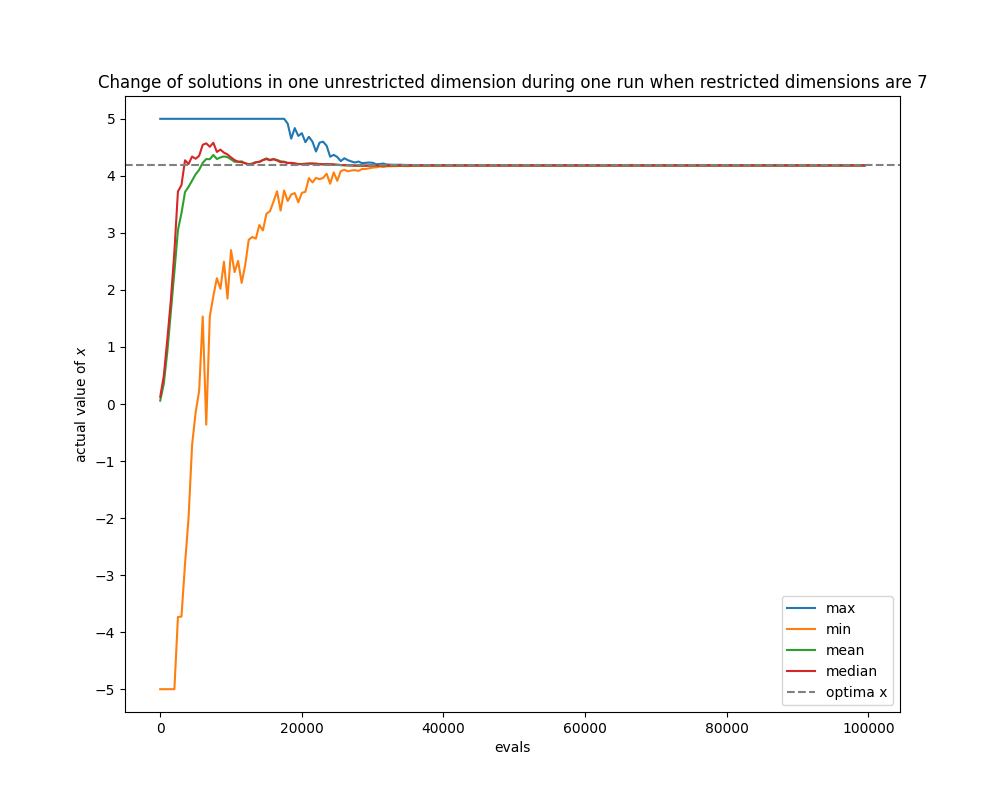 Change of solutions in one unrestricted dimension during one run when restricted dimensions are 7
5
4
3
2
1
0
−1
−2
−3
−4
−5
actual value of x
0
20000
40000
60000
80000
100000
evals
max
min
mean
median
optima x